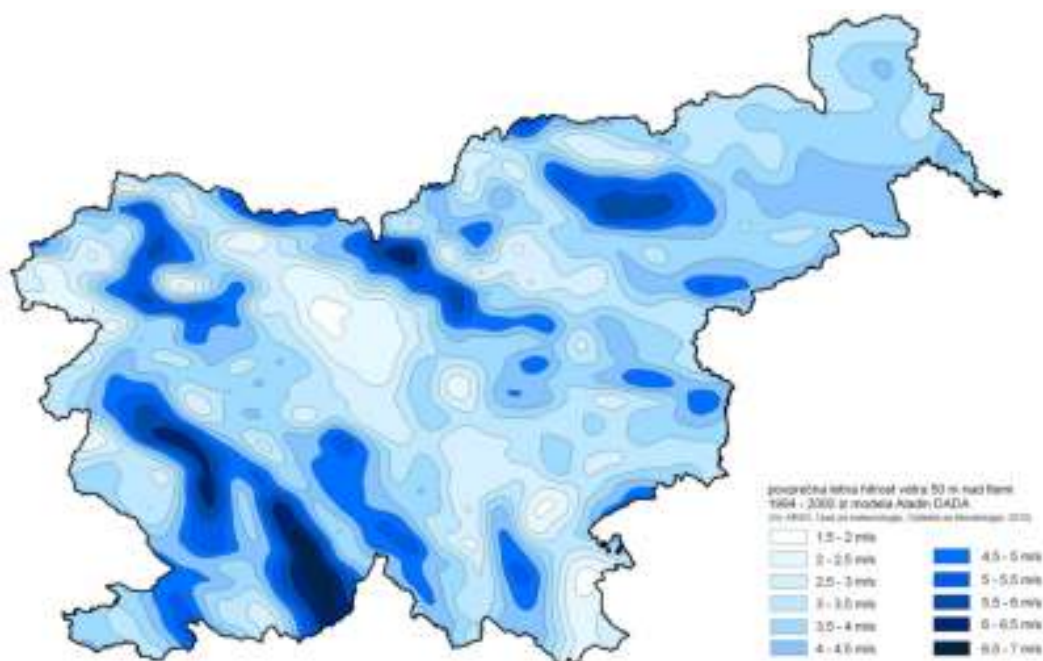 povprečna letna hitrost vetra 50 m nad tlemi
1994 - 2000 iz modela Aladin DADA
1.5 - 2 m/s
2 - 2.5 m/s
2.5 - 3 m/s
3 - 3.5 m/s
3.5 - 4 m/s
4 - 4.5 m/s
4.5 - 5 m/s
5 - 5.5 m/s
5.5 - 6 m/s
6 - 6.5 m/s
6.5 - 7 m/s